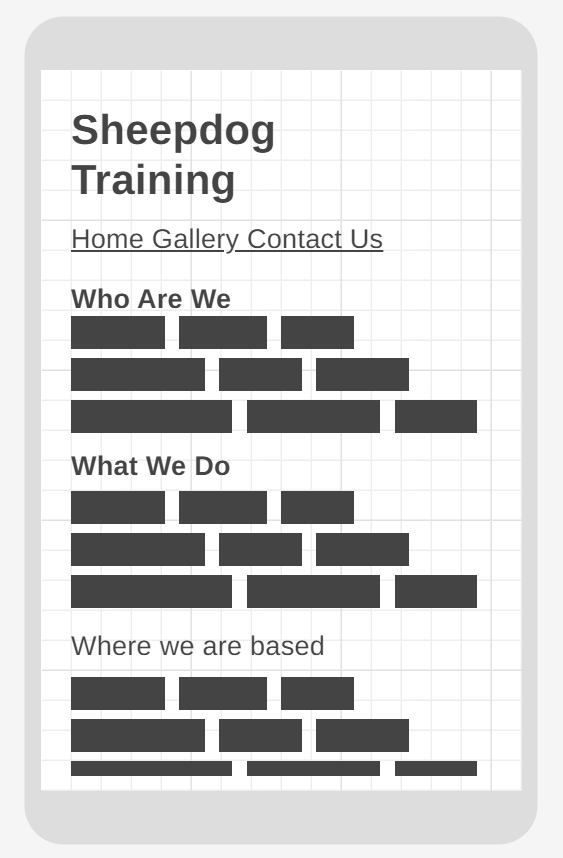 Sheepdog
Training
Home Gallery Contact Us
Who Are We
What We Do
Where we are based